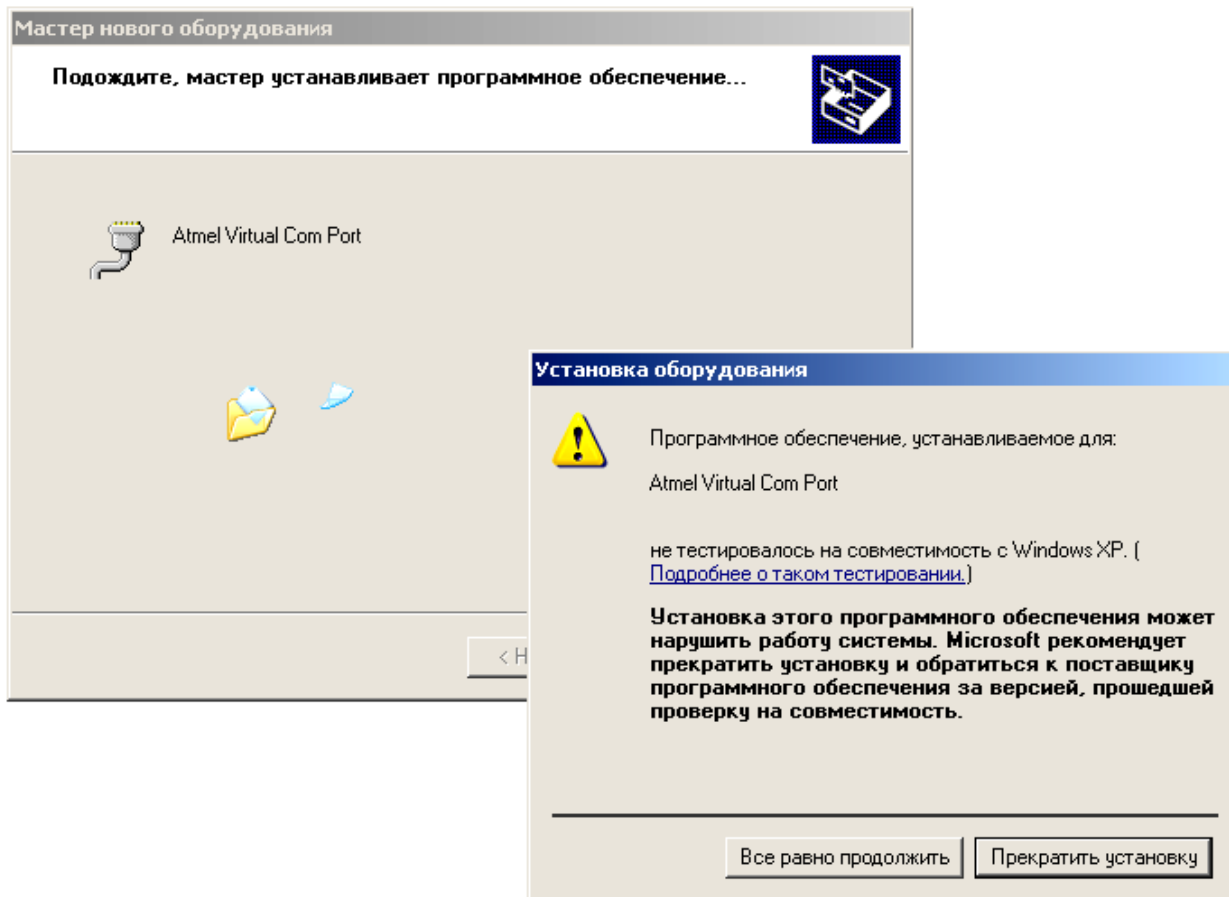 Мастер нового оборудования
Подождите, мастер устанавливает программное обеспечение...
Atmel Virtual Com Port
< Н
Установка оборудования
Программное обеспечение, устанавливаемое для:
Atmel Virtual Com Port
не тестировалось на совместимость с Windows XP. (
Подробнее о таком тестировании.)
Установка этого программного обеспечения может
нарушить работу системы. Microsoft рекомендует
прекратить установку и обратиться к поставщику
программного обеспечения за версией, прошедшей
проверку на совместимость.
Все равно продолжить
Прекратить установку